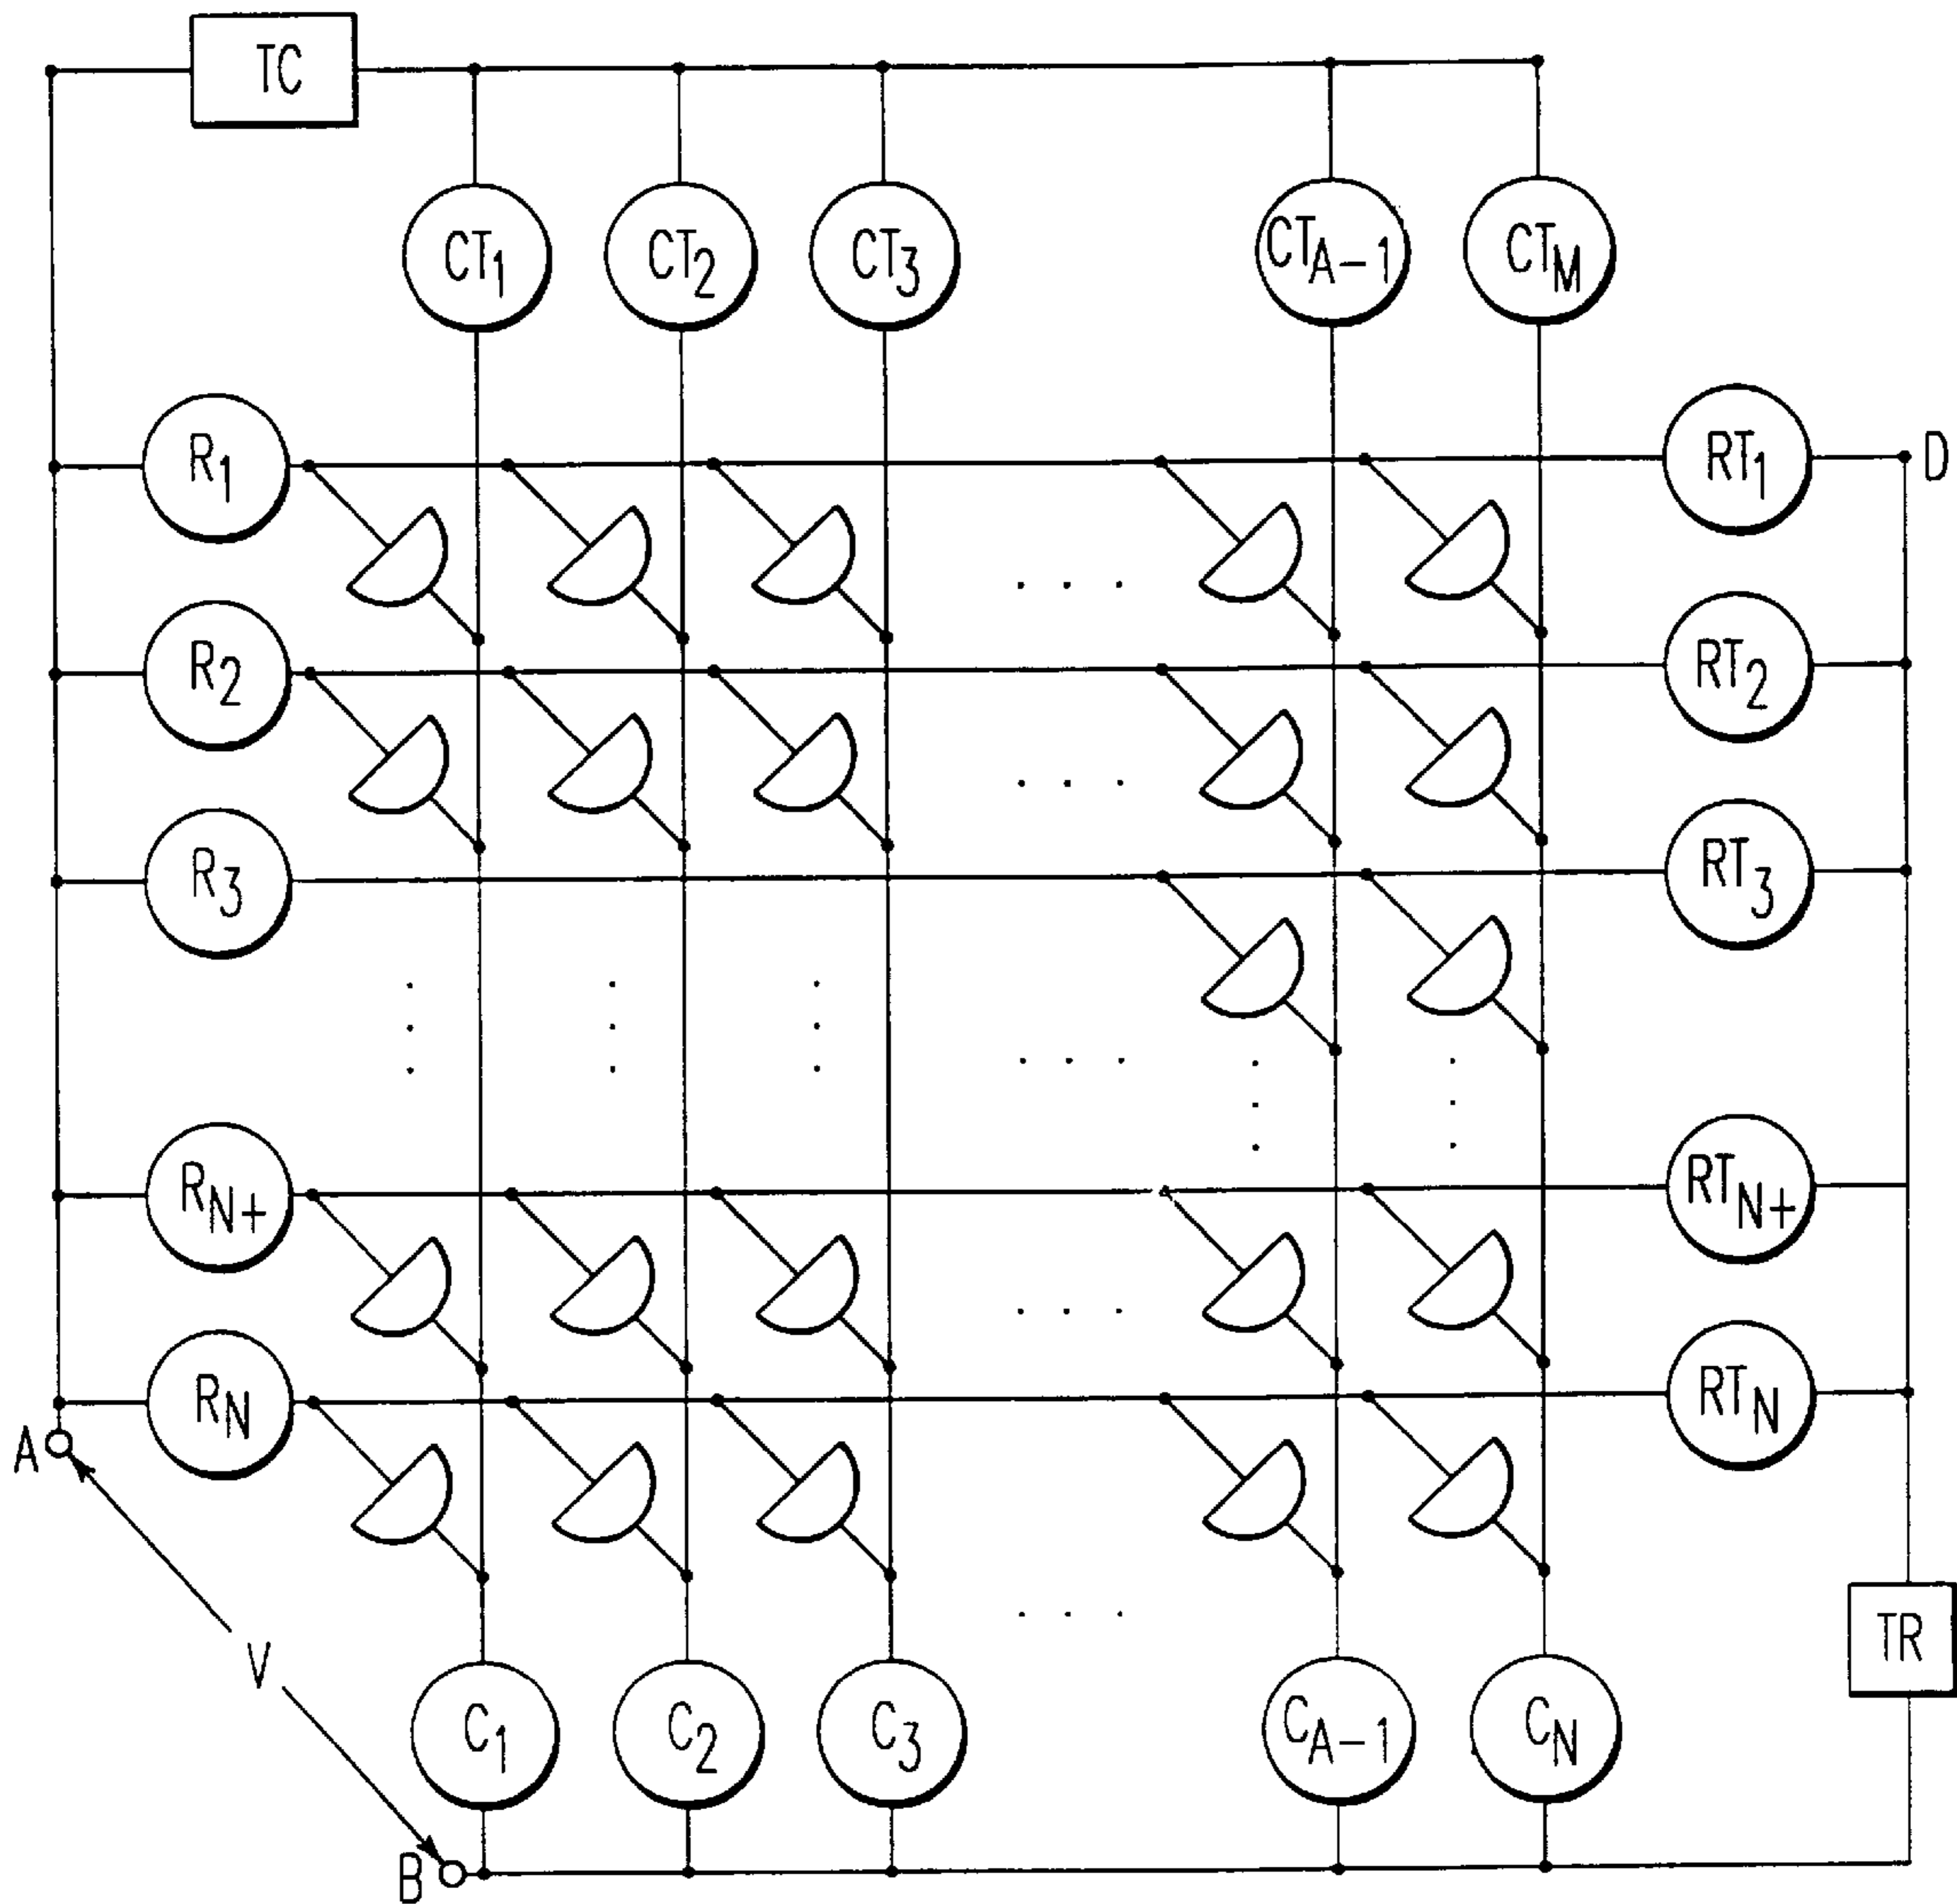 TC
CT1 CT2 CT3 CTA-1 CTM
R1 RT1 D
R2 RT2
R3 RT3
. . .
RN+ RTN+
RN RTN
A
V TR
C1 C2 C3 CA-1 CN
B